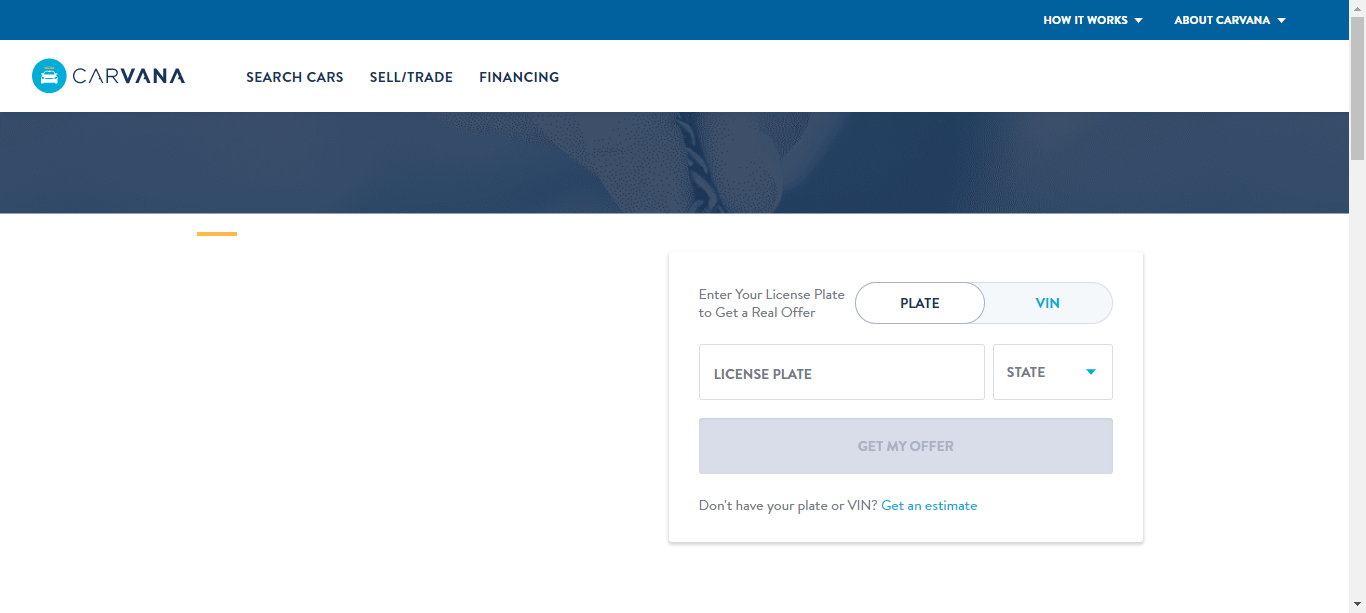 HOW IT WORKS ABOUT CARVANA
CARVANA SEARCH CARS SELL/TRADE FINANCING
Enter Your License Plate
to Get a Real Offer
PLATE VIN
LICENSE PLATE STATE
GET MY OFFER
Don't have your plate or VIN? Get an estimate